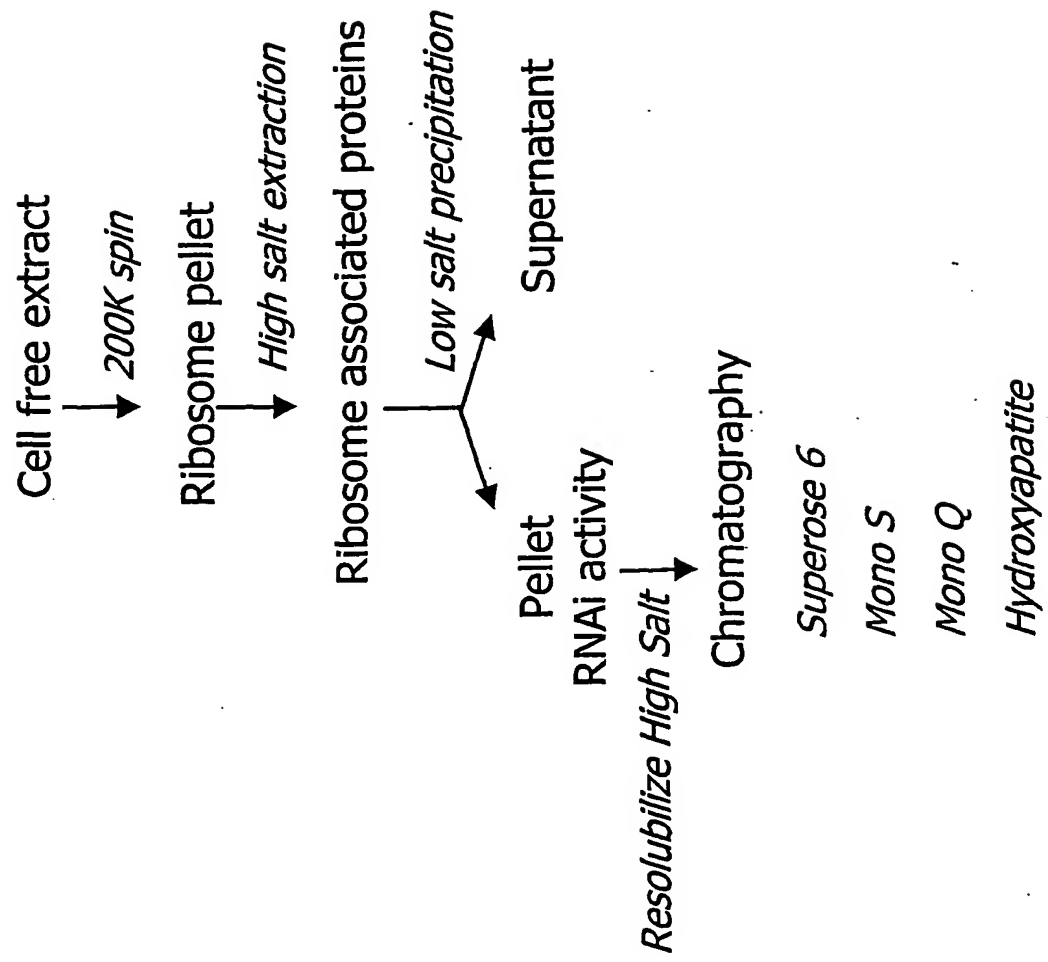 Cell free extract
200K spin
Ribosome pellet
High salt extraction
Ribosome associated proteins
Low salt precipitation
Pellet
RNAi activity
Supernatant
Resolubilize High Salt
Chromatography
Superose 6
Mono S
Mono Q
Hydroxyapatite